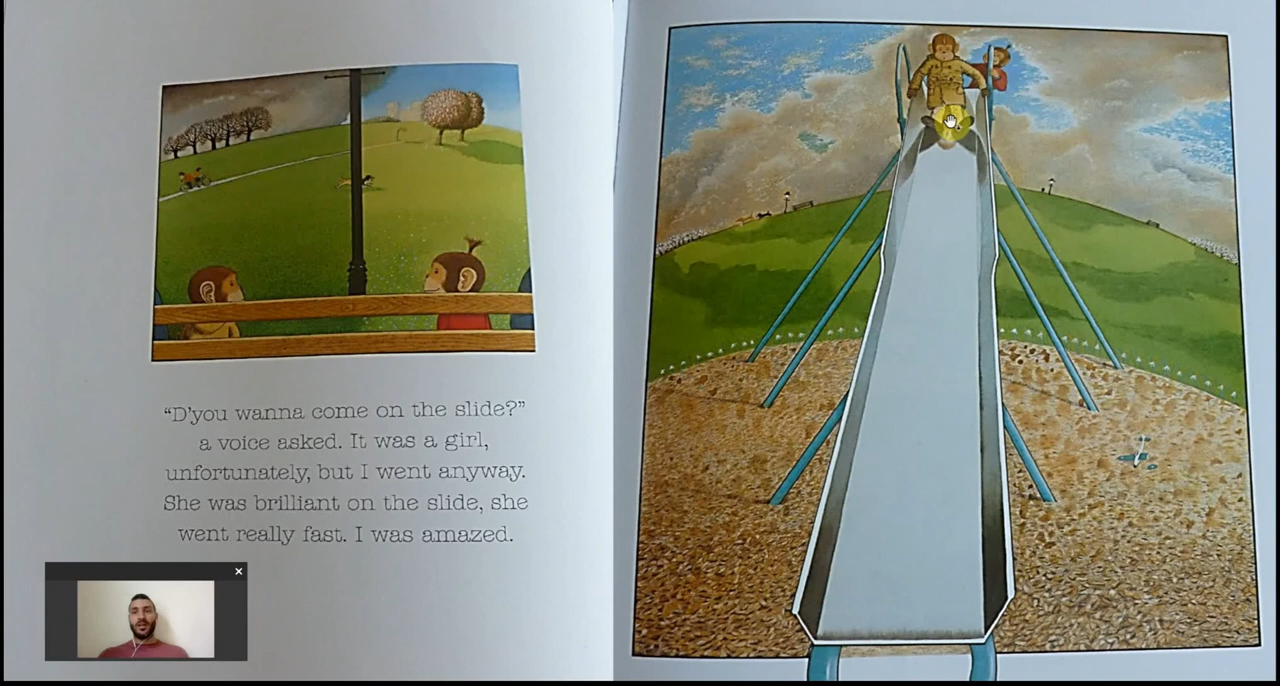 “D’you wanna come on the slide?”
a voice asked. It was a girl,
unfortunately, but I went anyway.
She was brilliant on the slide, she
went really fast. I was amazed.